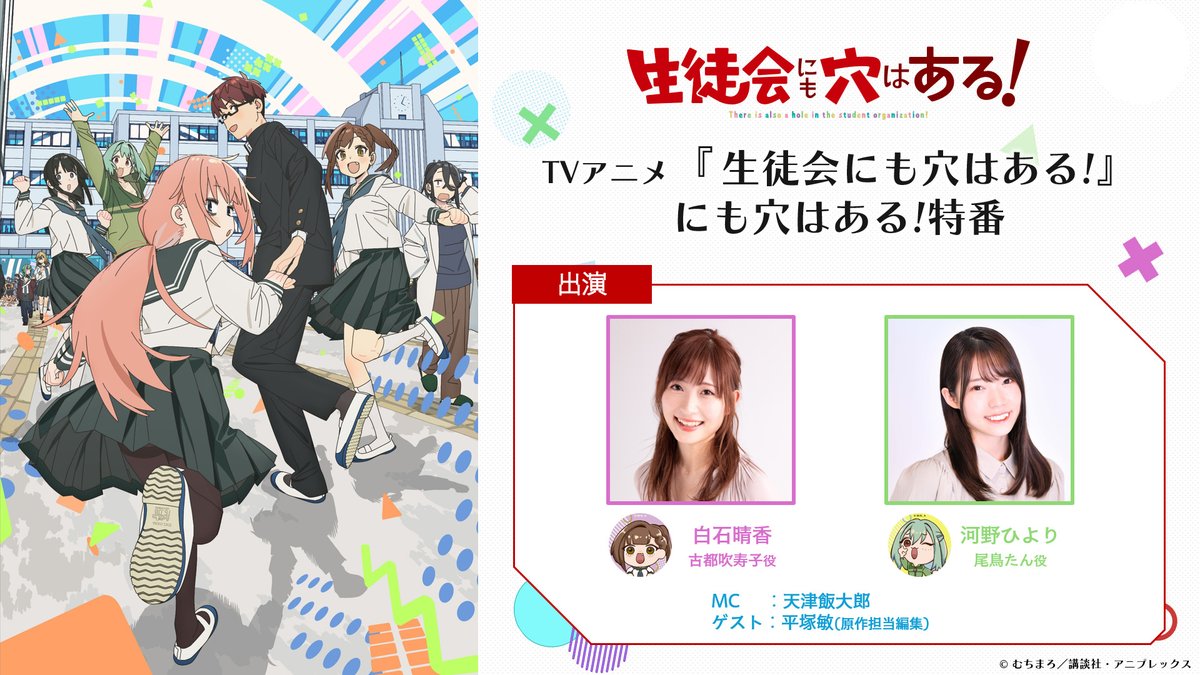 生徒会にも穴はある!
There is also a hole in the student organization!
TVアニメ『生徒会にも穴はある!』
にも穴はある!特番
出演
白石晴香
古都吹寿子役
河野ひより
尾鳥たん役
MC ：天津飯大郎
ゲスト：平塚敏(原作担当編集)
© むちまろ／講談社・アニプレックス